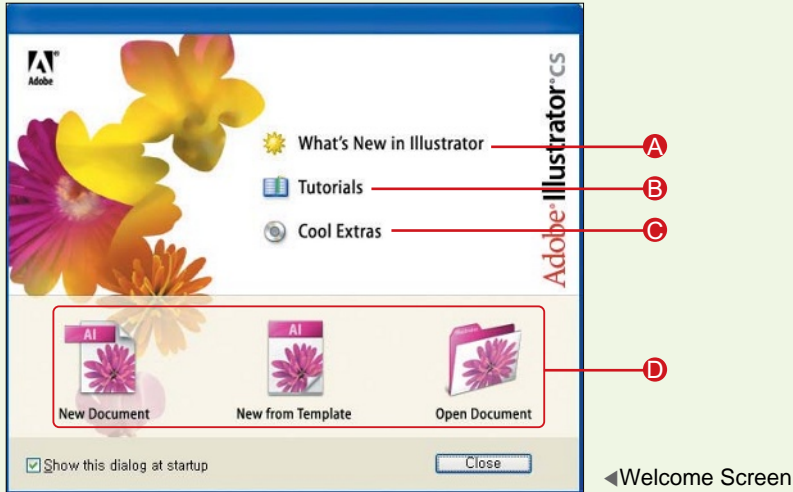 Adobe
What's New in Illustrator
A
Tutorials
B
Cool Extras
C
Adobe® Illustrator® CS
AI
AI
D
New Document
New from Template
Open Document
Show this dialog at startup
Close
◀Welcome Screen